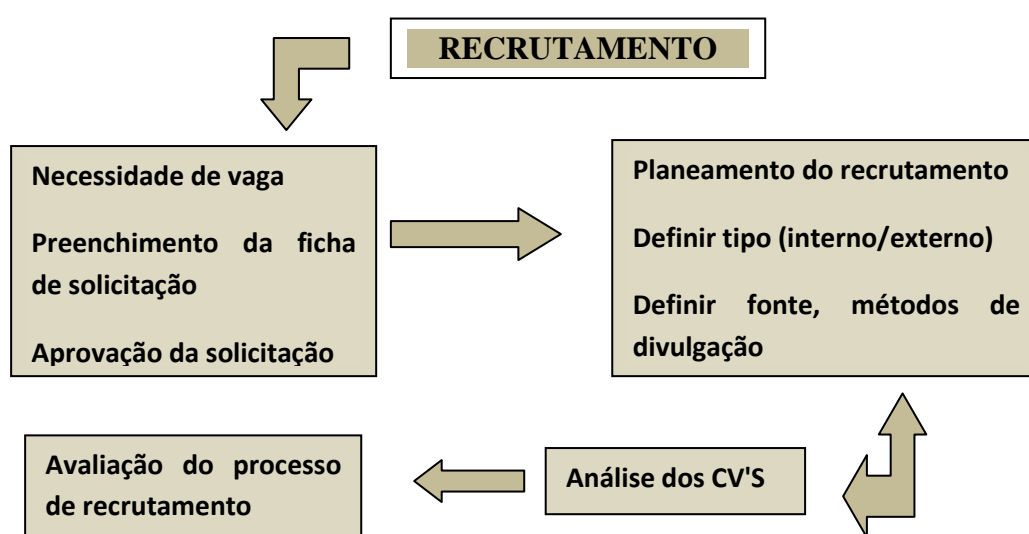 RECRUTAMENTO
Necessidade de vaga
Preenchimento da ficha
de solicitação
Aprovação da solicitação
Planeamento do recrutamento
Definir tipo (interno/externo)
Definir fonte, métodos de
divulgação
Avaliação do processo
de recrutamento
Análise dos CV'S